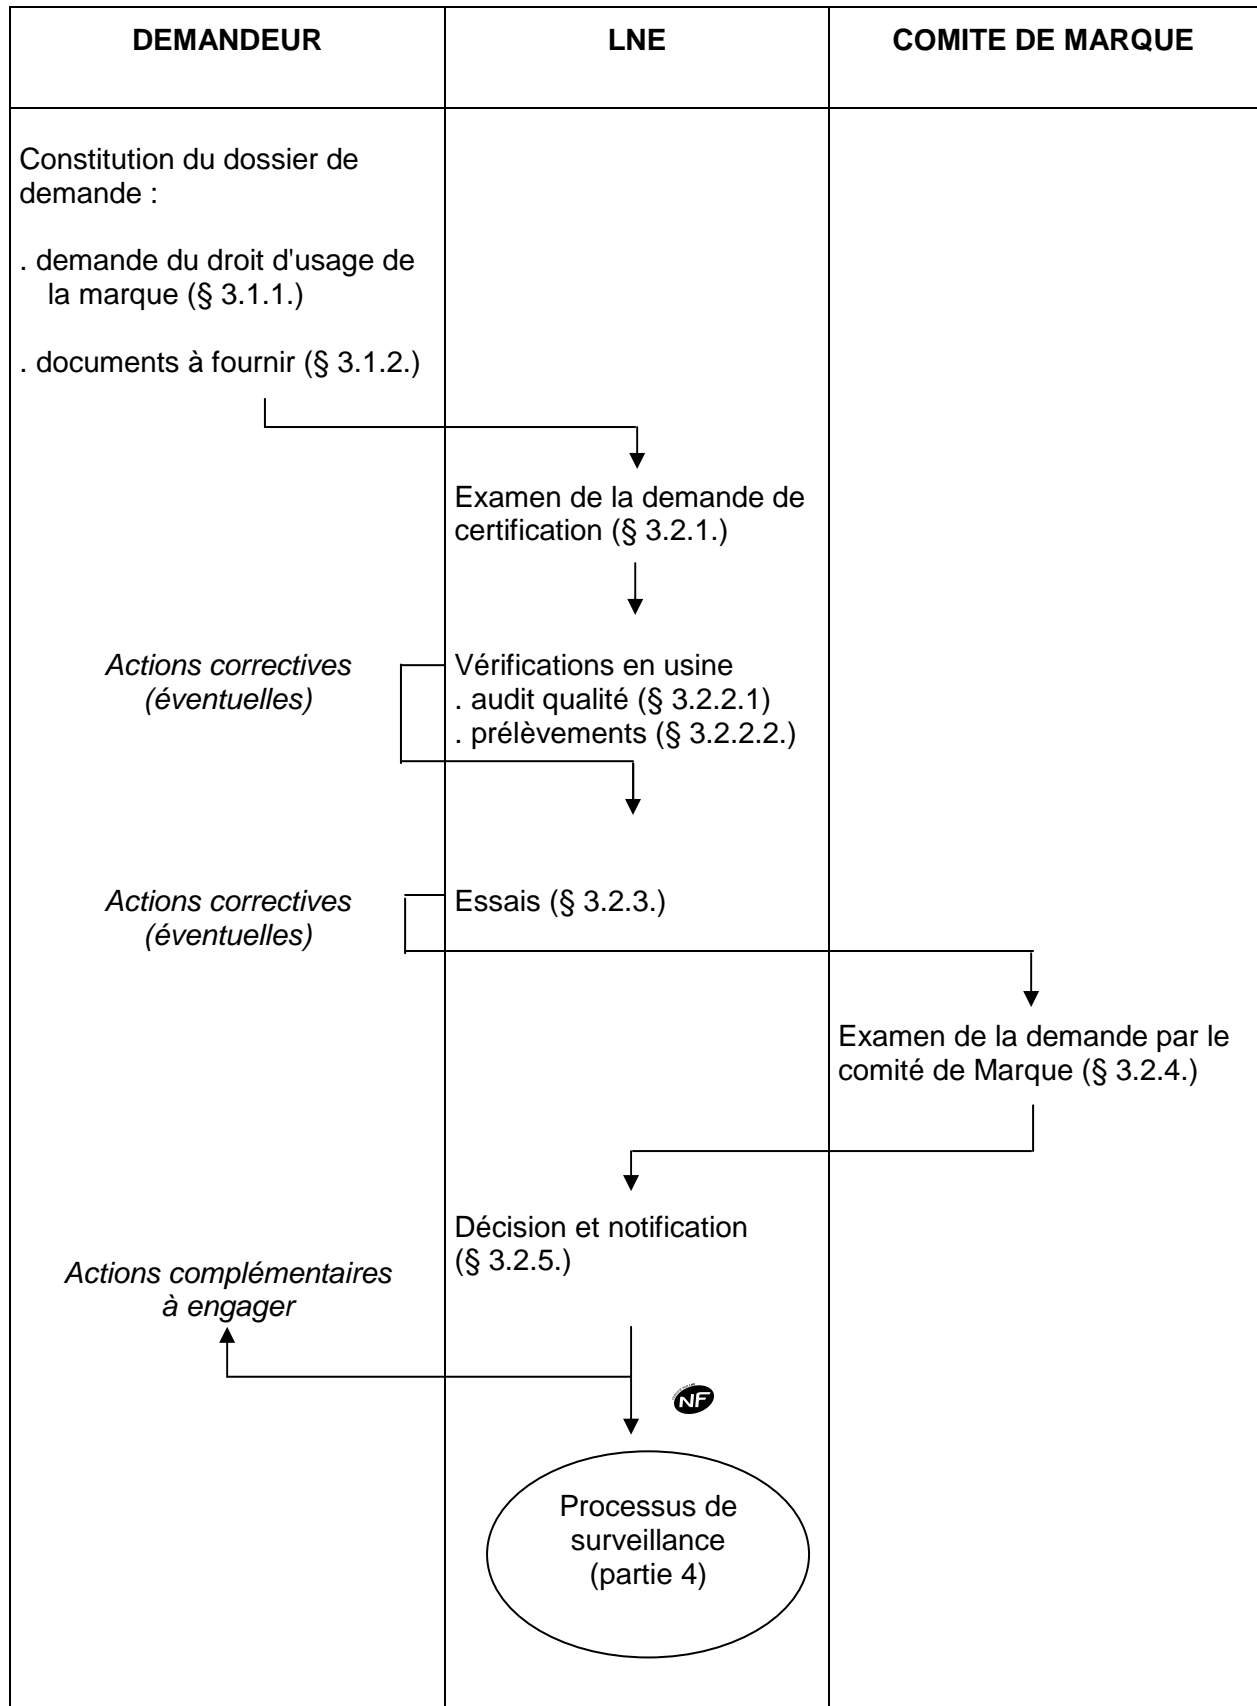 DEMANDEUR
LNE
COMITE DE MARQUE
Constitution du dossier de
demande :
. demande du droit d'usage de
la marque (§ 3.1.1.)
. documents à fournir (§ 3.1.2.)
Examen de la demande de
certification (§ 3.2.1.)
Actions correctives
(éventuelles)
Vérifications en usine
. audit qualité (§ 3.2.2.1)
. prélèvements (§ 3.2.2.2.)
Actions correctives
(éventuelles)
Essais (§ 3.2.3.)
Examen de la demande par le
comité de Marque (§ 3.2.4.)
Décision et notification
(§ 3.2.5.)
Actions complémentaires
à engager
NF
Processus de
surveillance
(partie 4)